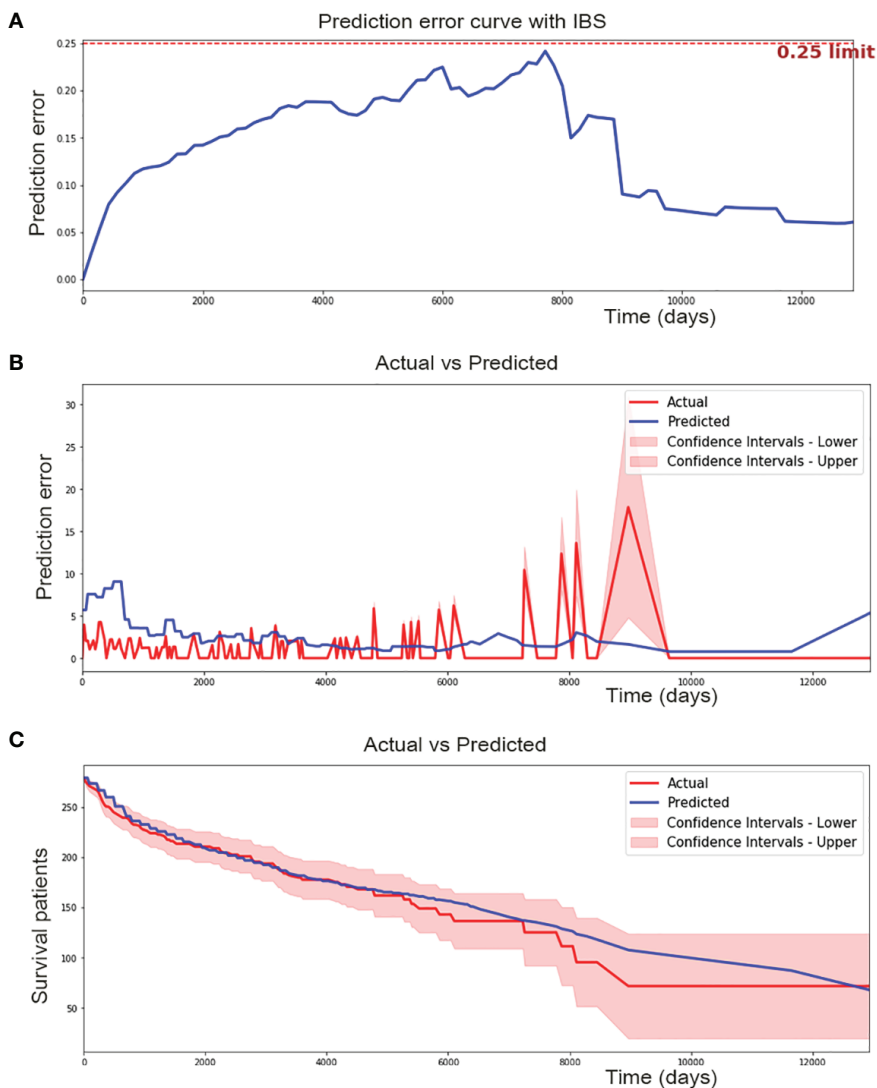 A
Prediction error curve with IBS
0.25 limit
Prediction error
0.25
0.20
0.15
0.10
0.05
0.00
0 2000 4000 6000 8000 10000 12000
Time (days)
B
Actual vs Predicted
Prediction error
30
25
20
15
10
5
0
Actual
Predicted
Confidence Intervals - Lower
Confidence Intervals - Upper
0 2000 4000 6000 8000 10000 12000
Time (days)
C
Actual vs Predicted
Survival patients
250
200
150
100
50
Actual
Predicted
Confidence Intervals - Lower
Confidence Intervals - Upper
0 2000 4000 6000 8000 10000 12000
Time (days)